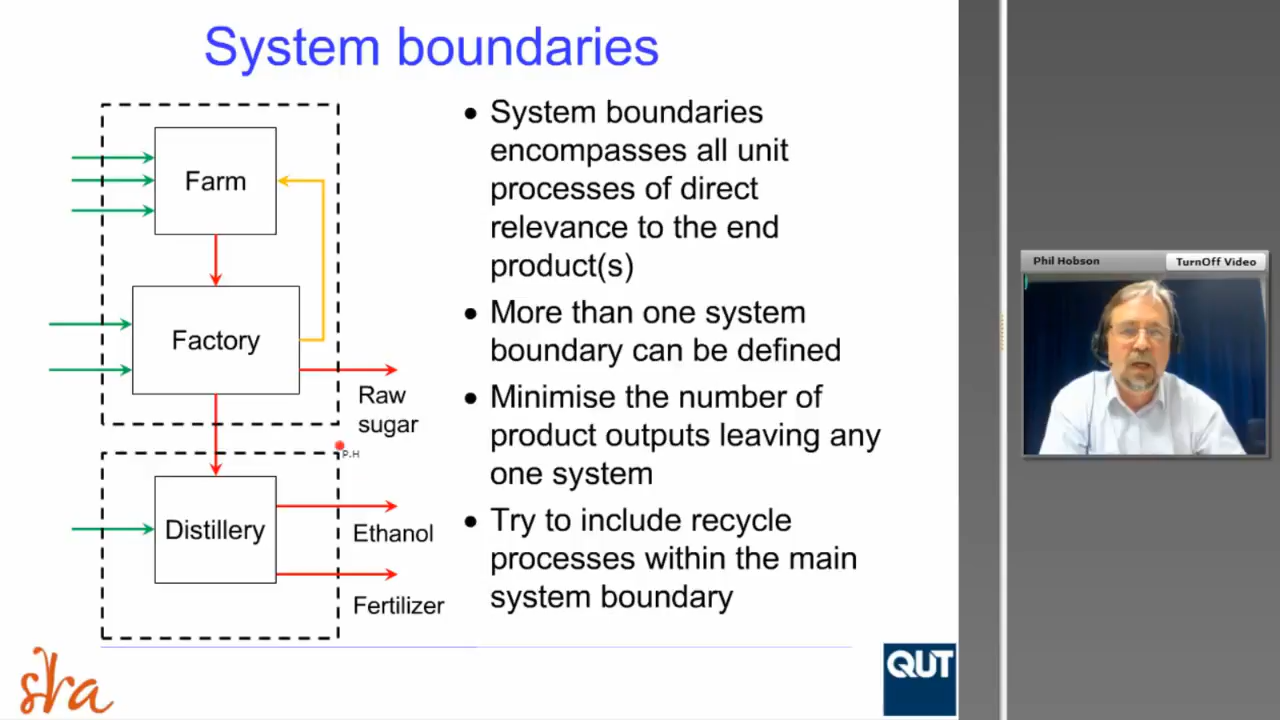 System boundaries
Farm
Factory
Raw
sugar
P.H
Distillery
Ethanol
Fertilizer
• System boundaries
encompasses all unit
processes of direct
relevance to the end
product(s)
• More than one system
boundary can be defined
• Minimise the number of
product outputs leaving any
one system
• Try to include recycle
processes within the main
system boundary
sra
QUT
Phil Hobson
TurnOff Video